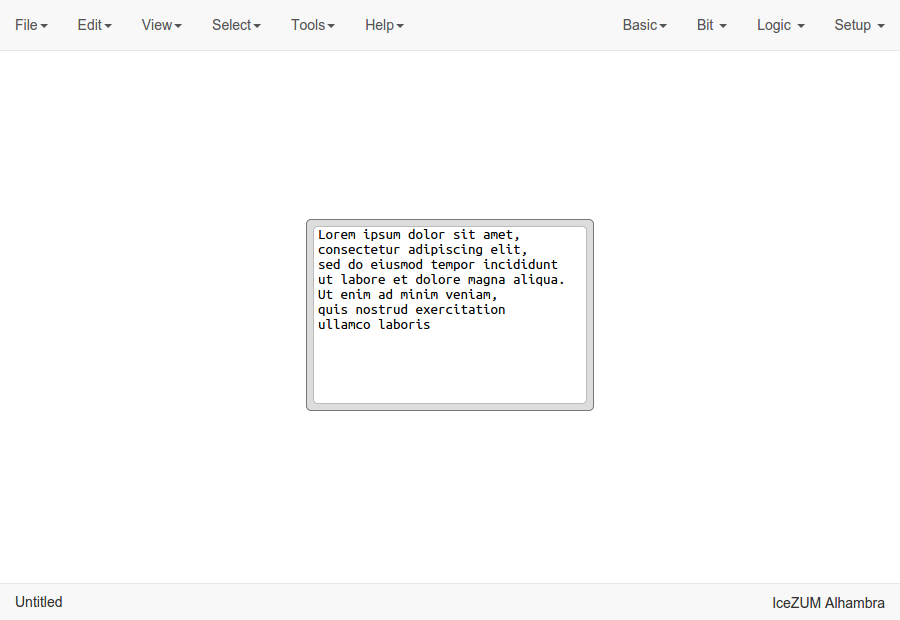 File Edit View Select Tools Help Basic Bit Logic Setup
Lorem ipsum dolor sit amet,
consectetur adipiscing elit,
sed do eiusmod tempor incididunt
ut labore et dolore magna aliqua.
Ut enim ad minim veniam,
quis nostrud exercitation
ullamco laboris
Untitled IceZUM Alhambra